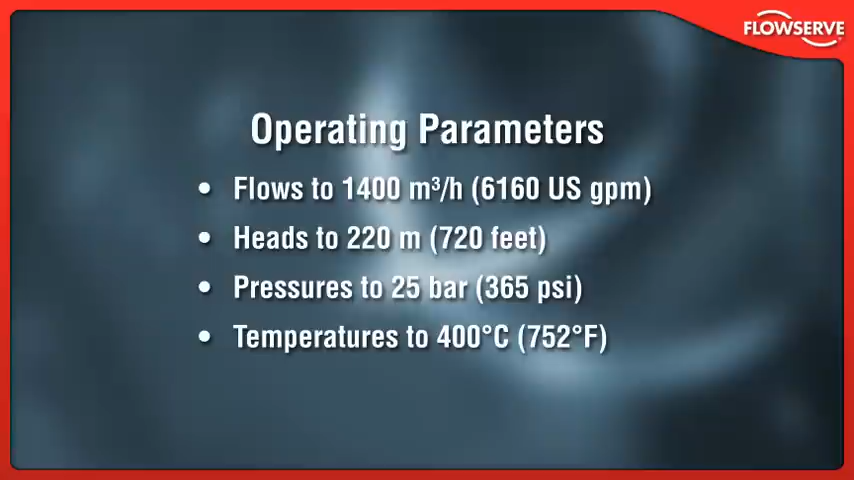 FLOWSERVE
Operating Parameters
• Flows to 1400 m³/h (6160 US gpm)
• Heads to 220 m (720 feet)
• Pressures to 25 bar (365 psi)
• Temperatures to 400°C (752°F)